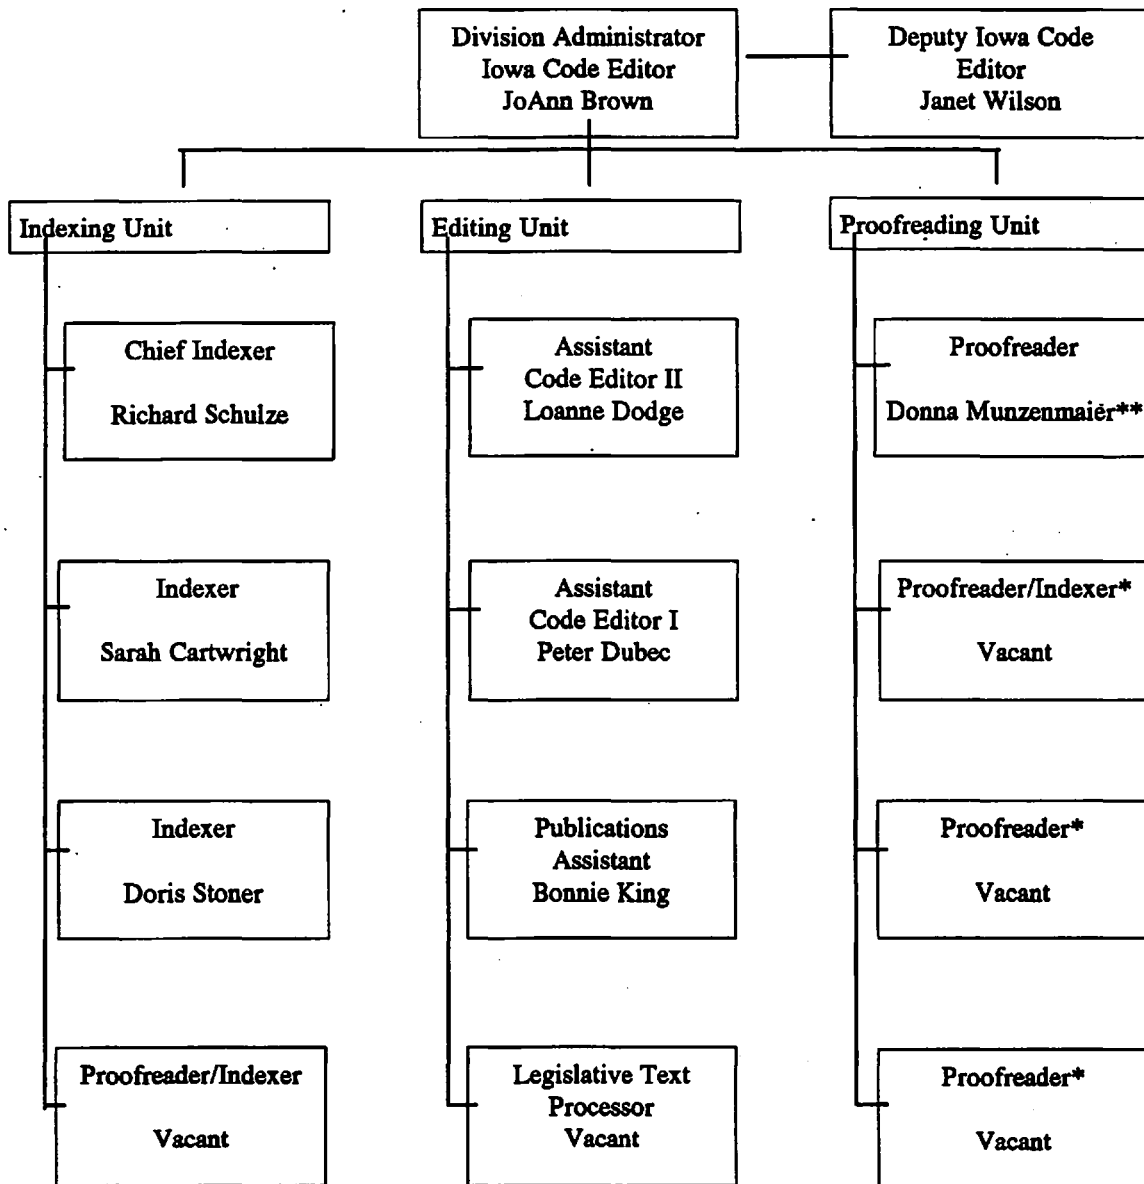 Division Administrator
Iowa Code Editor
JoAnn Brown
Deputy Iowa Code
Editor
Janet Wilson
Indexing Unit
Editing Unit
Proofreading Unit
Chief Indexer
Richard Schulze
Assistant
Code Editor II
Loanne Dodge
Proofreader
Donna Munzenmaier**
Indexer
Sarah Cartwright
Assistant
Code Editor I
Peter Dubec
Proofreader/Indexer*
Vacant
Indexer
Doris Stoner
Publications
Assistant
Bonnie King
Proofreader*
Vacant
Proofreader/Indexer
Vacant
Legislative Text
Processor
Vacant
Proofreader*
Vacant